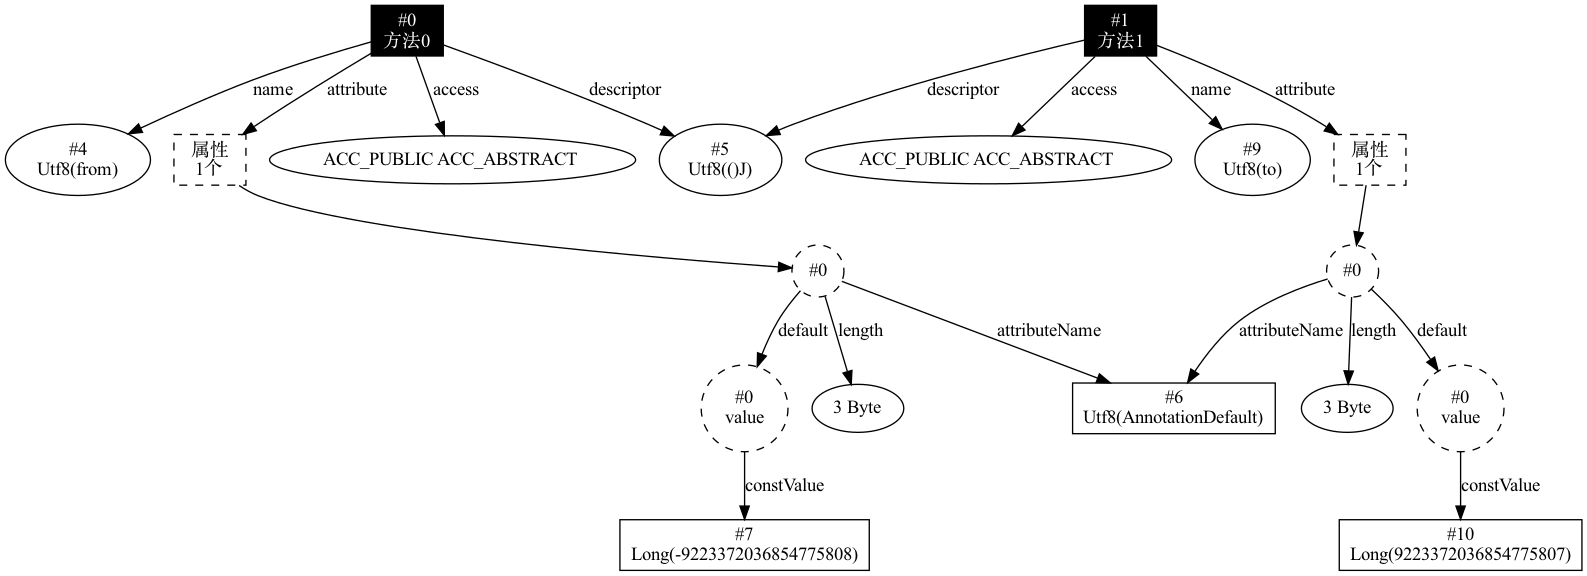 #0
方法0
#1
方法1
name
attribute
access
descriptor
descriptor
access
name
attribute
#4
Utf8(from)
属性
1个
ACC_PUBLIC ACC_ABSTRACT
#5
Utf8(()J)
ACC_PUBLIC ACC_ABSTRACT
#9
Utf8(to)
属性
1个
#0
#0
default
length
attributeName
attributeName
length
default
#0
value
3 Byte
#6
Utf8(AnnotationDefault)
3 Byte
#0
value
constValue
constValue
#7
Long(-9223372036854775808)
#10
Long(9223372036854775807)